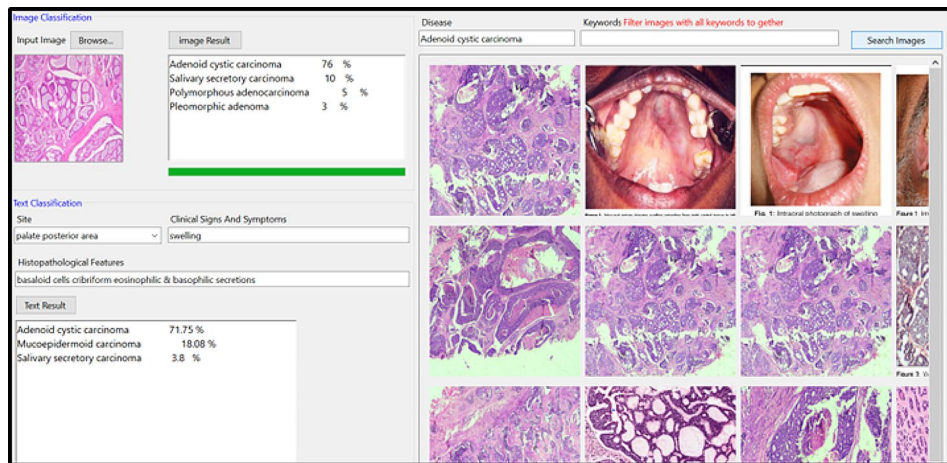 Image Classification
Input Image Browse... image Result
Adenoid cystic carcinoma 76 %
Salivary secretory carcinoma 10 %
Polymorphous adenocarcinoma 5 %
Pleomorphic adenoma 3 %
Text Classification
Site Clinical Signs And Symptoms
palate posterior area swelling
Histopathological Features
basaloid cells cribriform eosinophilic & basophilic secretions
Text Result
Adenoid cystic carcinoma 71.75 %
Mucoepidermoid carcinoma 18.08 %
Salivary secretory carcinoma 3.8 %
Disease Keywords Filter images with all keywords to gether
Adenoid cystic carcinoma Search Images
Fig. 1: Intraoral photograph of swelling
Figure 1
Figure 3